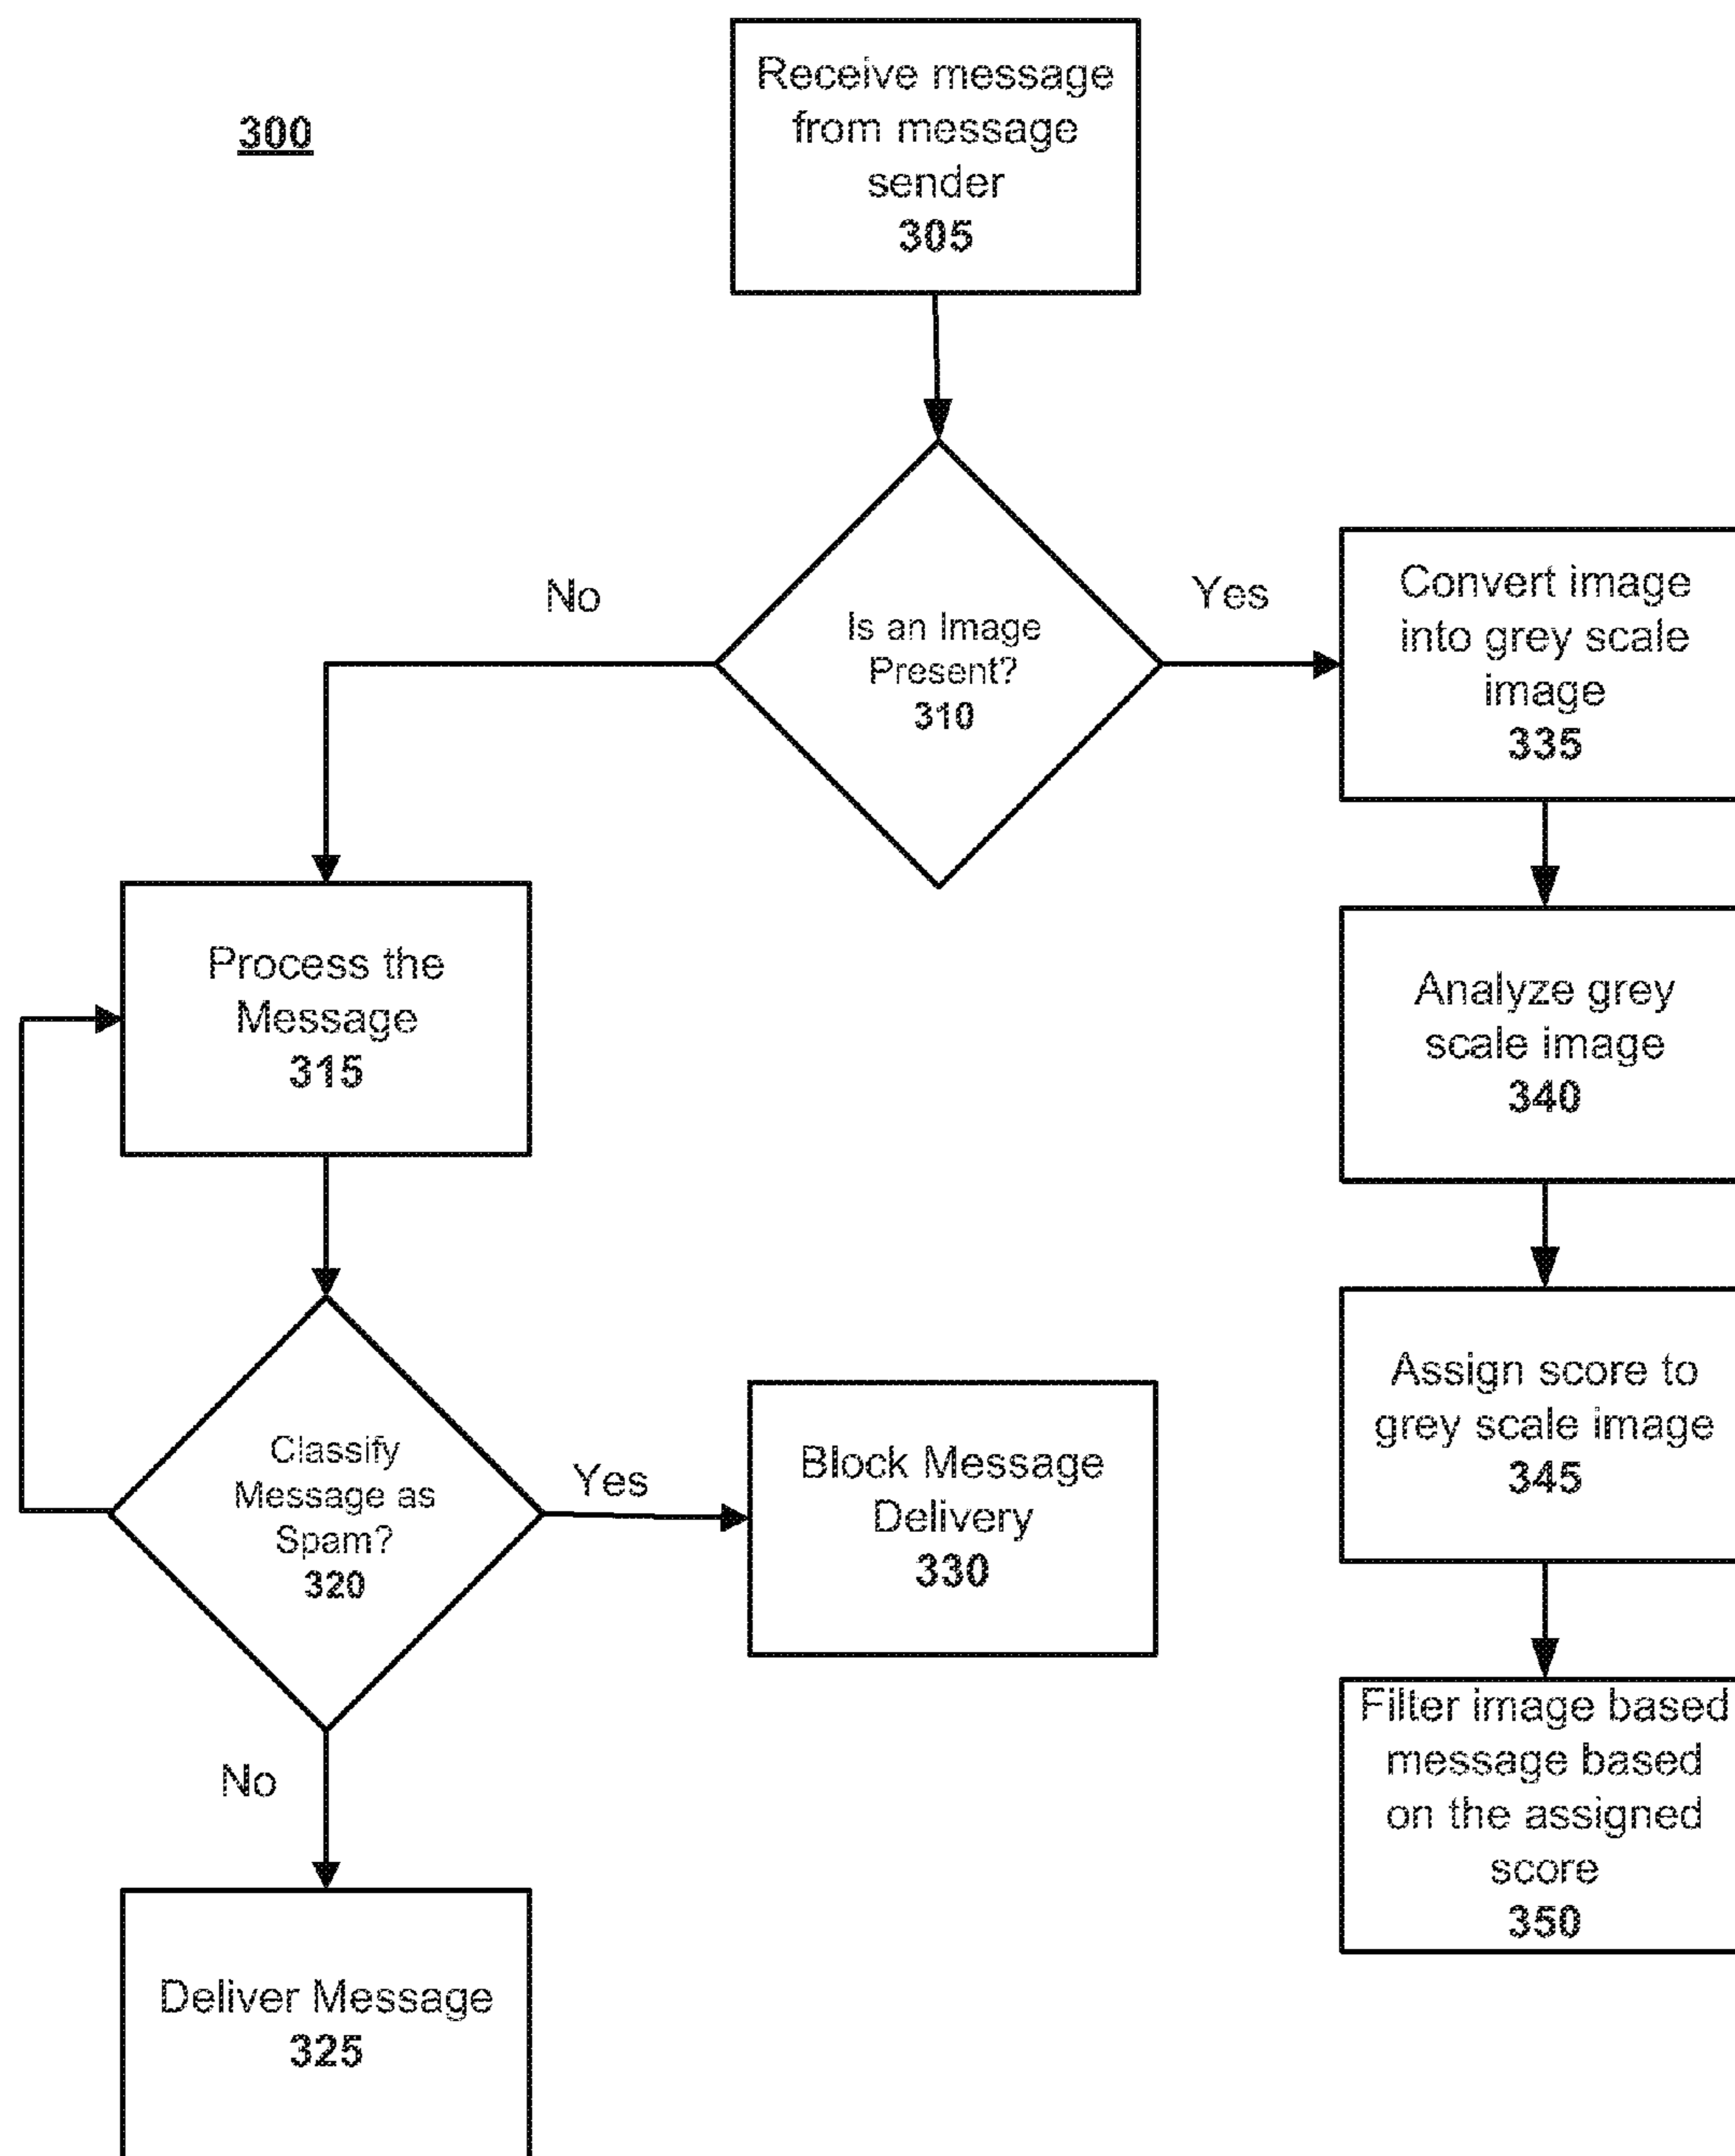 300
Receive message
from message
sender
305
No
Yes
Is an Image
Present?
310
Convert image
into grey scale
image
335
Process the
Message
315
Analyze grey
scale image
340
Classify
Message as
Spam?
320
Yes
Block Message
Delivery
330
Assign score to
grey scale image
345
No
Deliver Message
325
Filter image based
message based
on the assigned
score
350